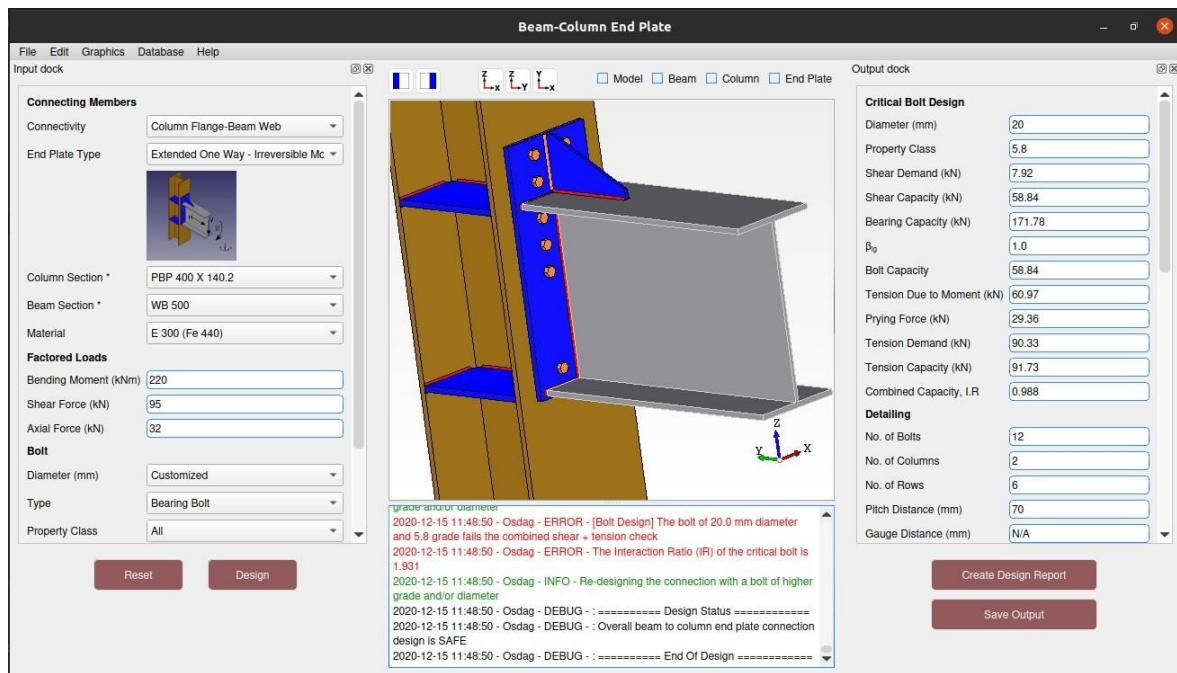 Beam-Column End Plate
File Edit Graphics Database Help
Input dock
Connecting Members
Connectivity Column Flange-Beam Web
End Plate Type Extended One Way - Irreversible Mc
Column Section * PBP 400 X 140.2
Beam Section * WB 500
Material E 300 (Fe 440)
Factored Loads
Bending Moment (kNm) 220
Shear Force (kN) 95
Axial Force (kN) 32
Bolt
Diameter (mm) Customized
Type Bearing Bolt
Property Class All
Reset Design
Z X Z Y Y X
Model Beam Column End Plate
Z
Y X
grade and/or diameter
2020-12-15 11:48:50 - Osdag - ERROR - [Bolt Design] The bolt of 20.0 mm diameter
and 5.8 grade fails the combined shear + tension check
2020-12-15 11:48:50 - Osdag - ERROR - The Interaction Ratio (IR) of the critical bolt is
1.931
2020-12-15 11:48:50 - Osdag - INFO - Re-designing the connection with a bolt of higher
grade and/or diameter
2020-12-15 11:48:50 - Osdag - DEBUG - : ========== Design Status ============
2020-12-15 11:48:50 - Osdag - DEBUG - : Overall beam to column end plate connection
design is SAFE
2020-12-15 11:48:50 - Osdag - DEBUG - : ========== End Of Design ============
Output dock
Critical Bolt Design
Diameter (mm) 20
Property Class 5.8
Shear Demand (kN) 7.92
Shear Capacity (kN) 58.84
Bearing Capacity (kN) 171.78
β 1.0
Bolt Capacity 58.84
Tension Due to Moment (kN) 60.97
Prying Force (kN) 29.36
Tension Demand (kN) 90.33
Tension Capacity (kN) 91.73
Combined Capacity, I.R 0.988
Detailing
No. of Bolts 12
No. of Columns 2
No. of Rows 6
Pitch Distance (mm) 70
Gauge Distance (mm) N/A
Create Design Report
Save Output